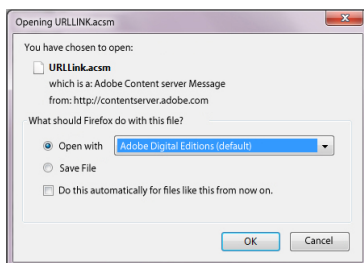 Opening URLLINK.acsm
You have chosen to open:
URLLink.acsm
which is a: Adobe Content server Message
from: http://contentserver.adobe.com
What should Firefox do with this file?
Open with Adobe Digital Editions (default)
Save File
Do this automatically for files like this from now on.
OK Cancel